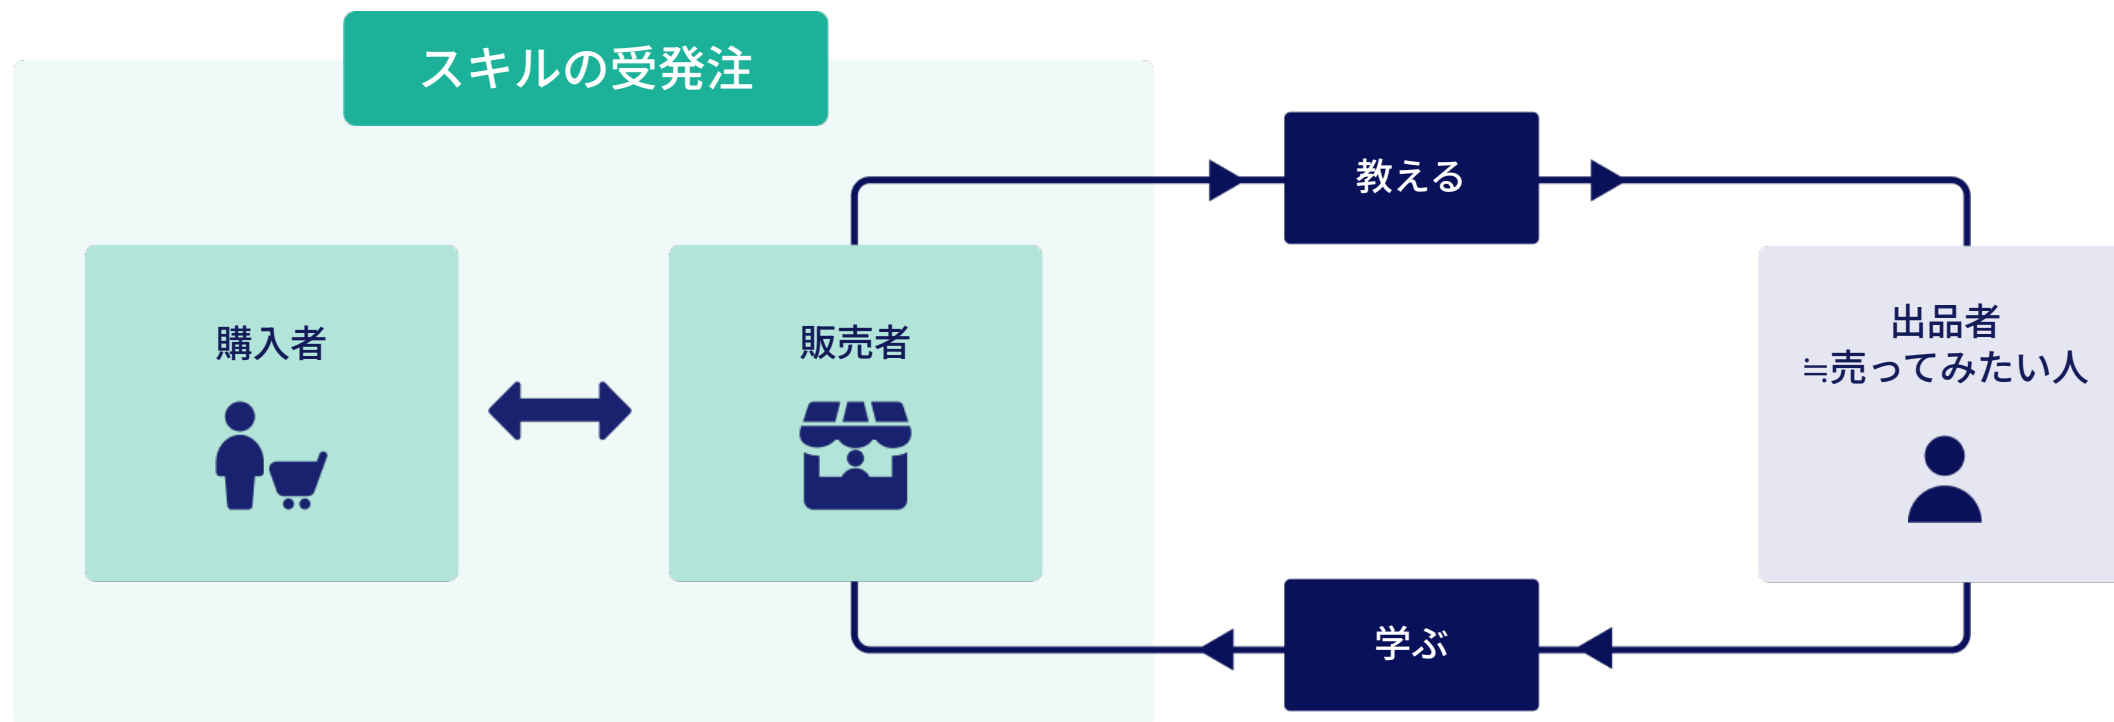 スキルの受発注
教える
購入者
販売者
出品者
≒売ってみたい人
学ぶ